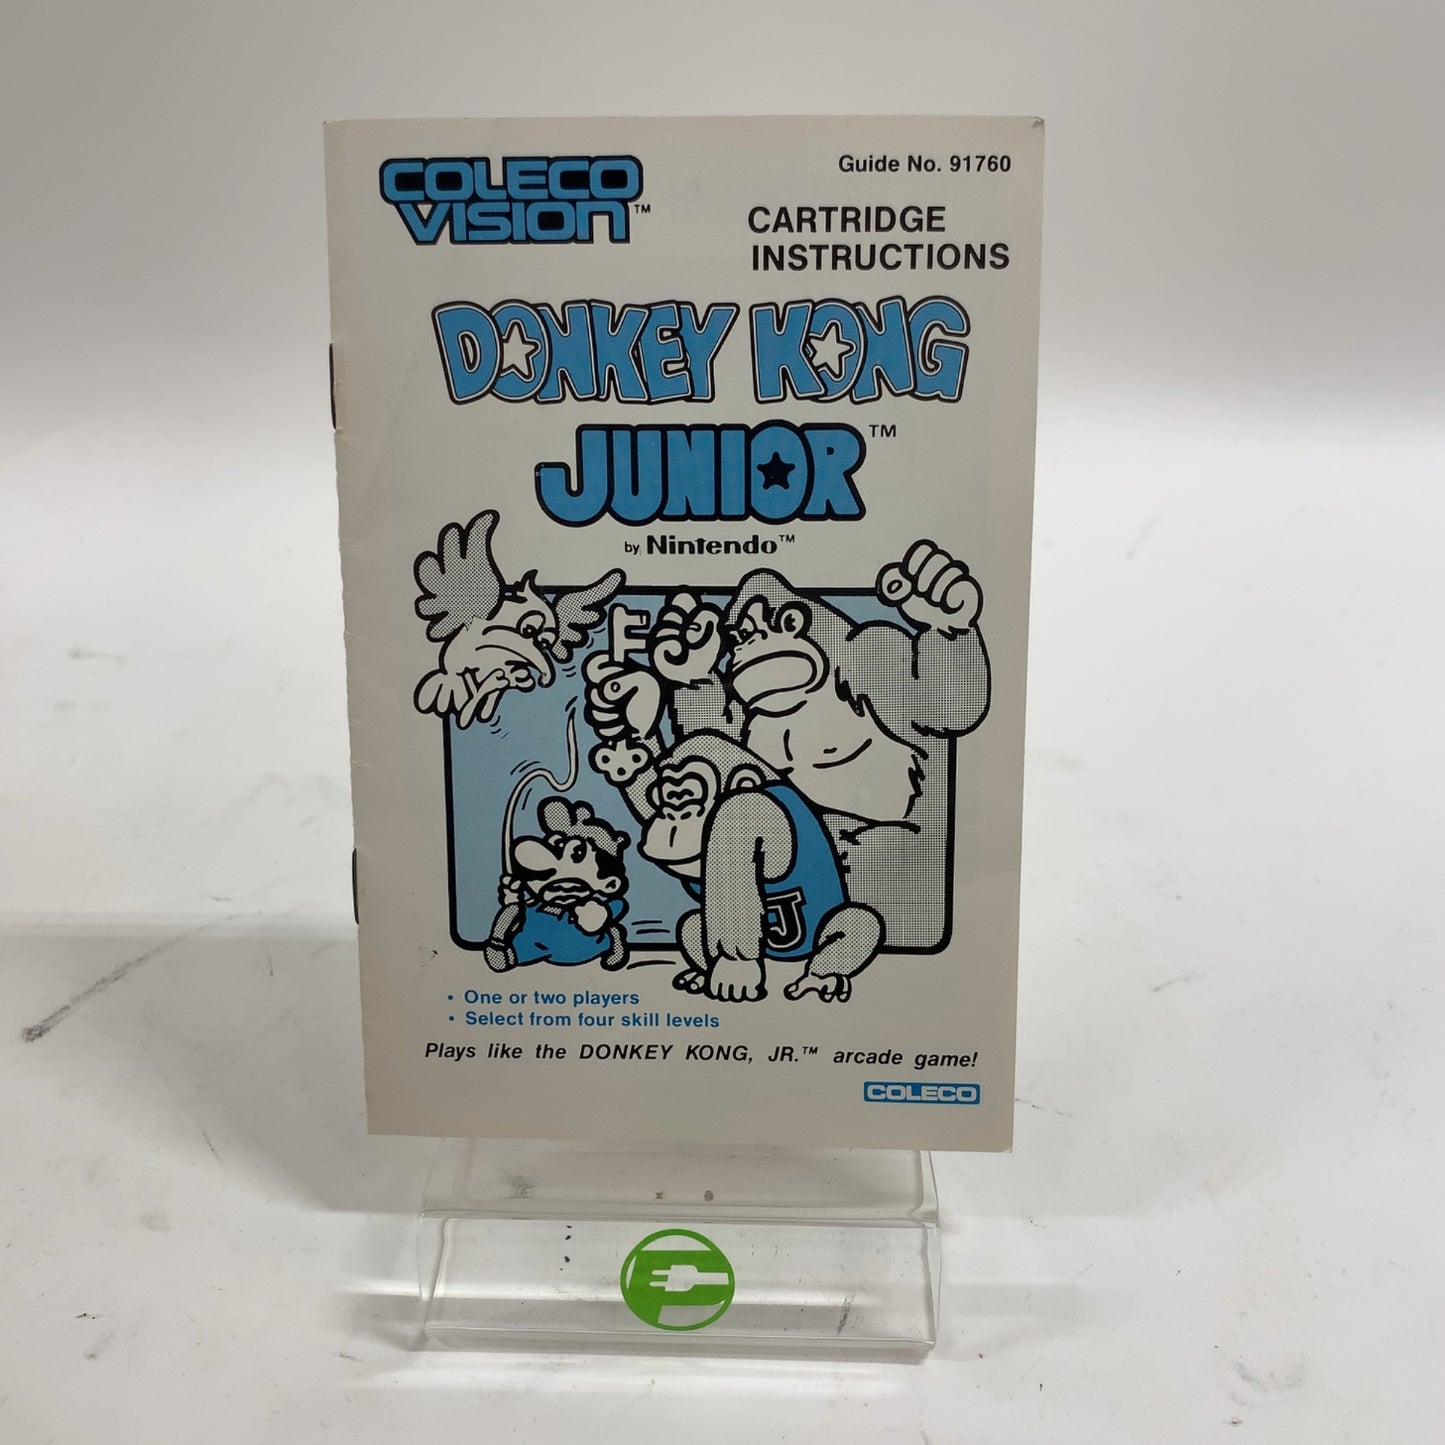 COLECO
VISION™
Guide No. 91760
CARTRIDGE
INSTRUCTIONS
DONKEY KONG
JUNIOR™
by Nintendo™
J
• One or two players
• Select from four skill levels
Plays like the DONKEY KONG, JR.™ arcade game!
COLECO